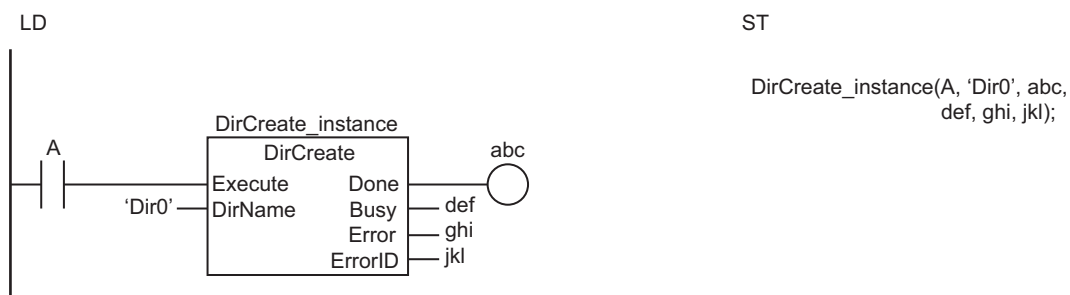 LD
ST
DirCreate_instance(A, ‘Dir0’, abc,
def, ghi, jkl);
DirCreate_instance
A
DirCreate
abc
Execute Done
‘Dir0’ DirName Busy def
Error ghi
ErrorID jkl